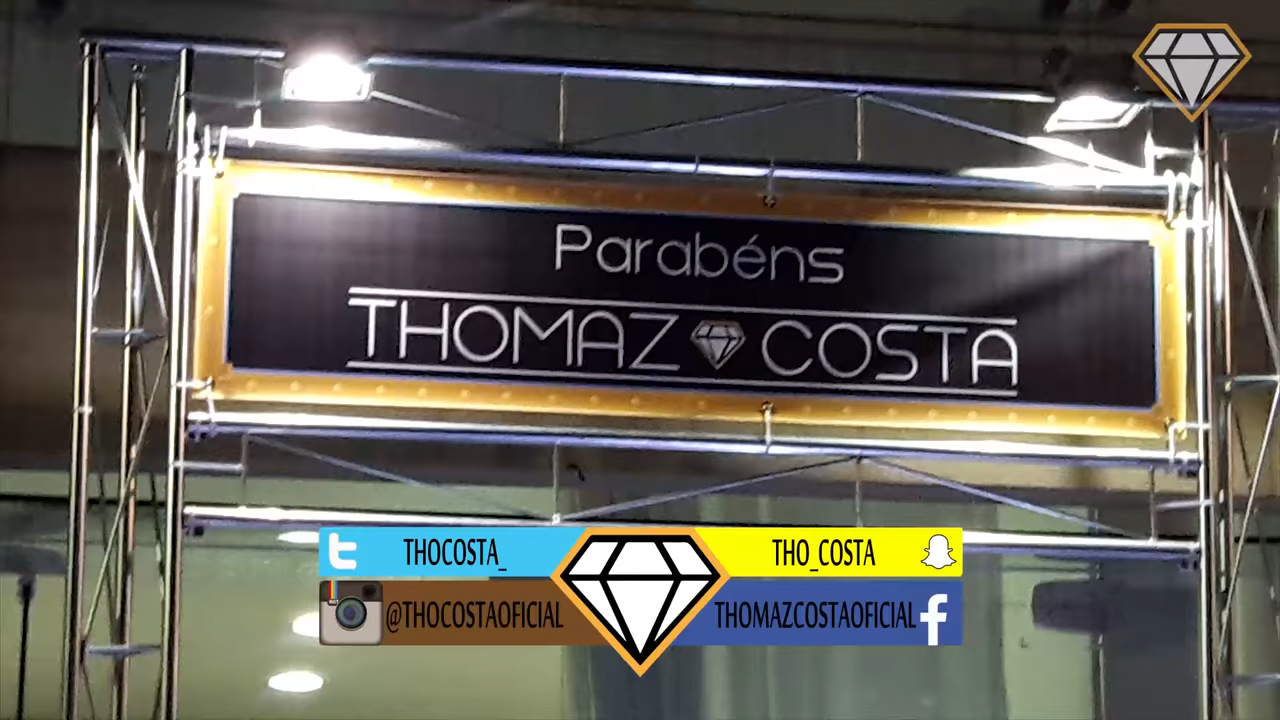 Parabéns
THOMAZ COSTA
THOCOSTA_
THO_COSTA
@THOCOSTAOFICIAL
THOMAZCOSTAOFICIAL